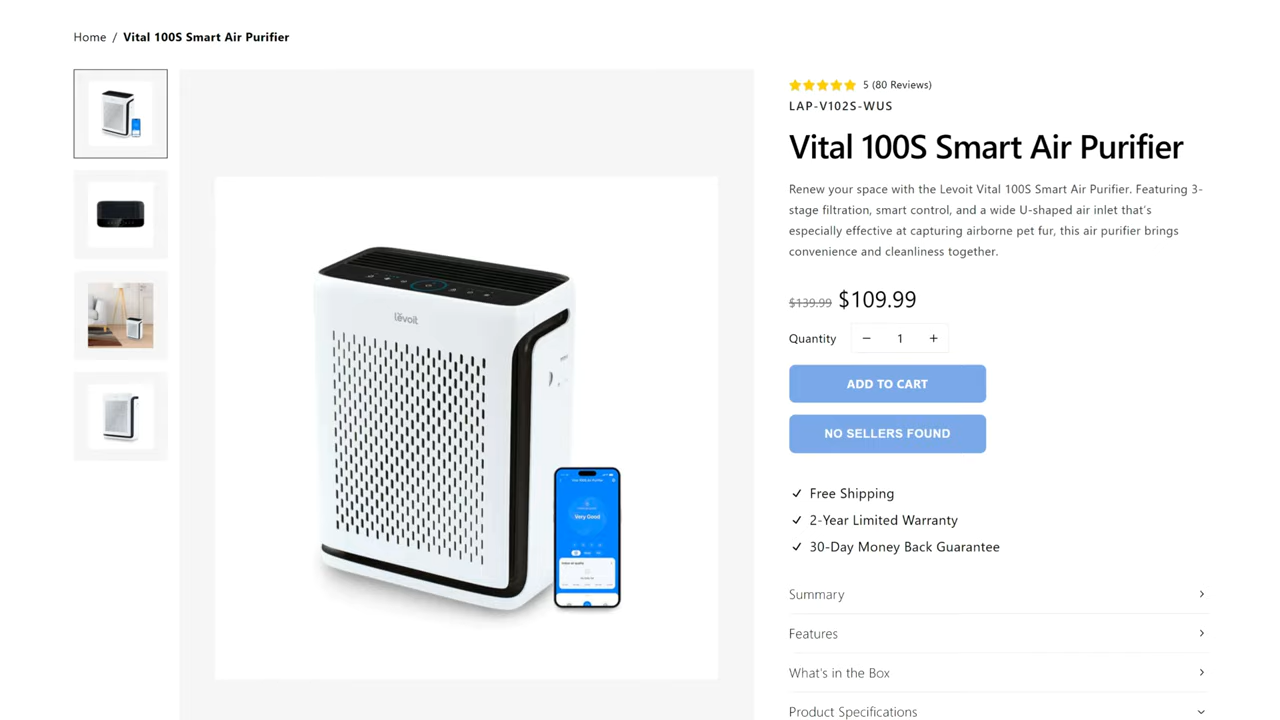 Home / Vital 100S Smart Air Purifier
5 (80 Reviews)
LAP-V102S-WUS
Vital 100S Smart Air Purifier
Renew your space with the Levoit Vital 100S Smart Air Purifier. Featuring 3-
stage filtration, smart control, and a wide U-shaped air inlet that's
especially effective at capturing airborne pet fur, this air purifier brings
convenience and cleanliness together.
$139.99 $109.99
Quantity − 1 +
ADD TO CART
NO SELLERS FOUND
✓ Free Shipping
✓ 2-Year Limited Warranty
✓ 30-Day Money Back Guarantee
Summary
Features
What's in the Box
Product Specifications
levoit
Very Good